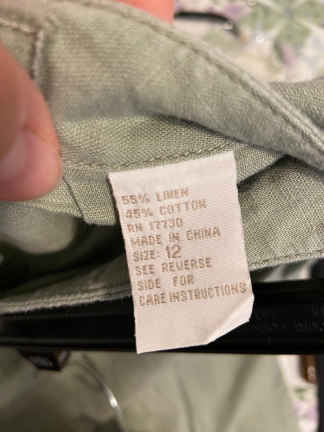 55% LINEN
45% COTTON
RN 17730
MADE IN CHINA
SIZE: 12
SEE REVERSE
SIDE FOR
CARE INSTRUCTIONS